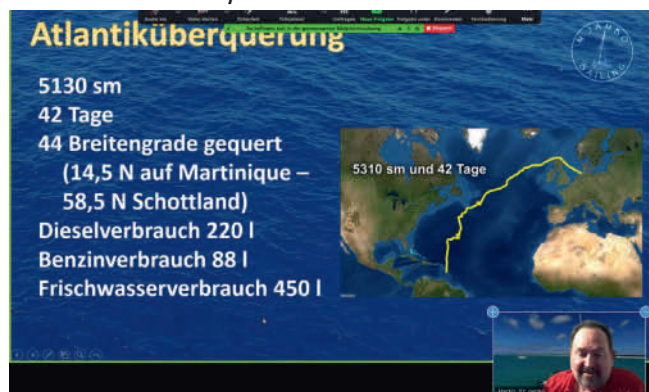 Atlantiküberquerung
5130 sm
42 Tage
44 Breitengrade gequert
(14,5 N auf Martinique –
58,5 N Schottland)
Dieselverbrauch 220 l
Benzinverbrauch 88 l
Frischwasserverbrauch 450 l
5310 sm und 42 Tage